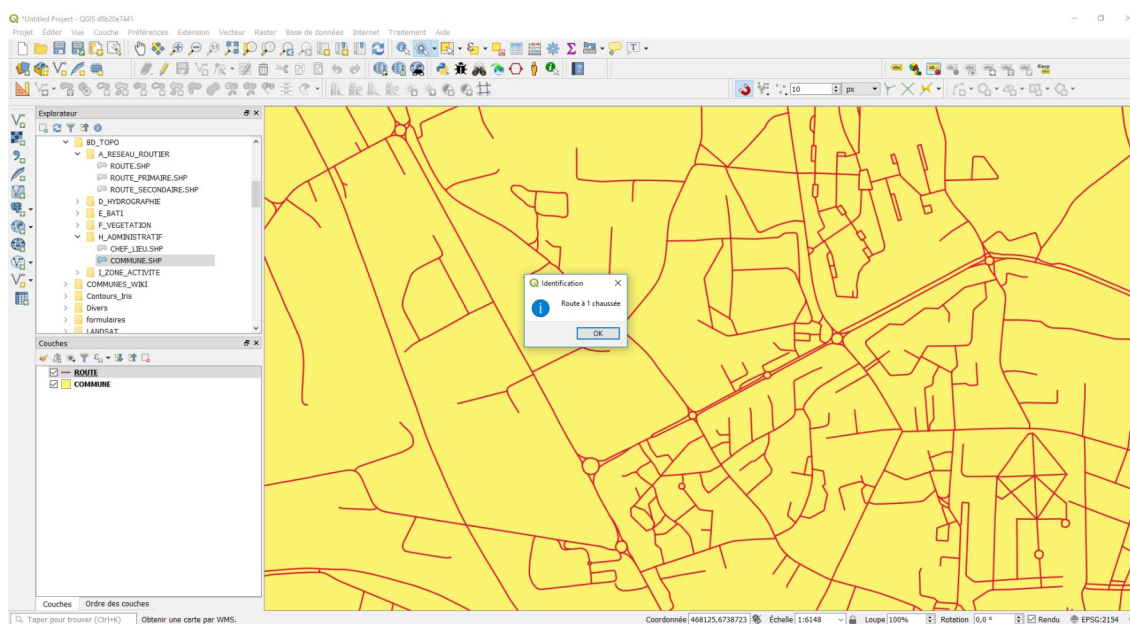 *Untitled Project - QGIS d8b20e7441
Projet Éditer Vue Couche Préférences Extension Vecteur Raster Base de données Internet Traitement Aide
10 px
Explorateur
BD_TOPO
A_RESEAU_ROUTIER
ROUTE.SHP
ROUTE_PRIMAIRE.SHP
ROUTE_SECONDAIRE.SHP
D_HYDROGRAPHIE
E_BATI
F_VEGETATION
H_ADMINISTRATIF
CHEF_LIEU.SHP
COMMUNE.SHP
I_ZONE_ACTIVITE
COMMUNES_WIKI
Contours_Iris
Divers
formulaires
LANDSAT
Identification
Route à 1 chaussée
OK
Couches
ROUTE
COMMUNE
Couches Ordre des couches
Taper pour trouver (Ctrl+K) Obtenir une carte par WMS. Coordonnée 468125,6738723 Échelle 1:6148 Loupe 100% Rotation 0,0 ° Rendu EPSG:2154